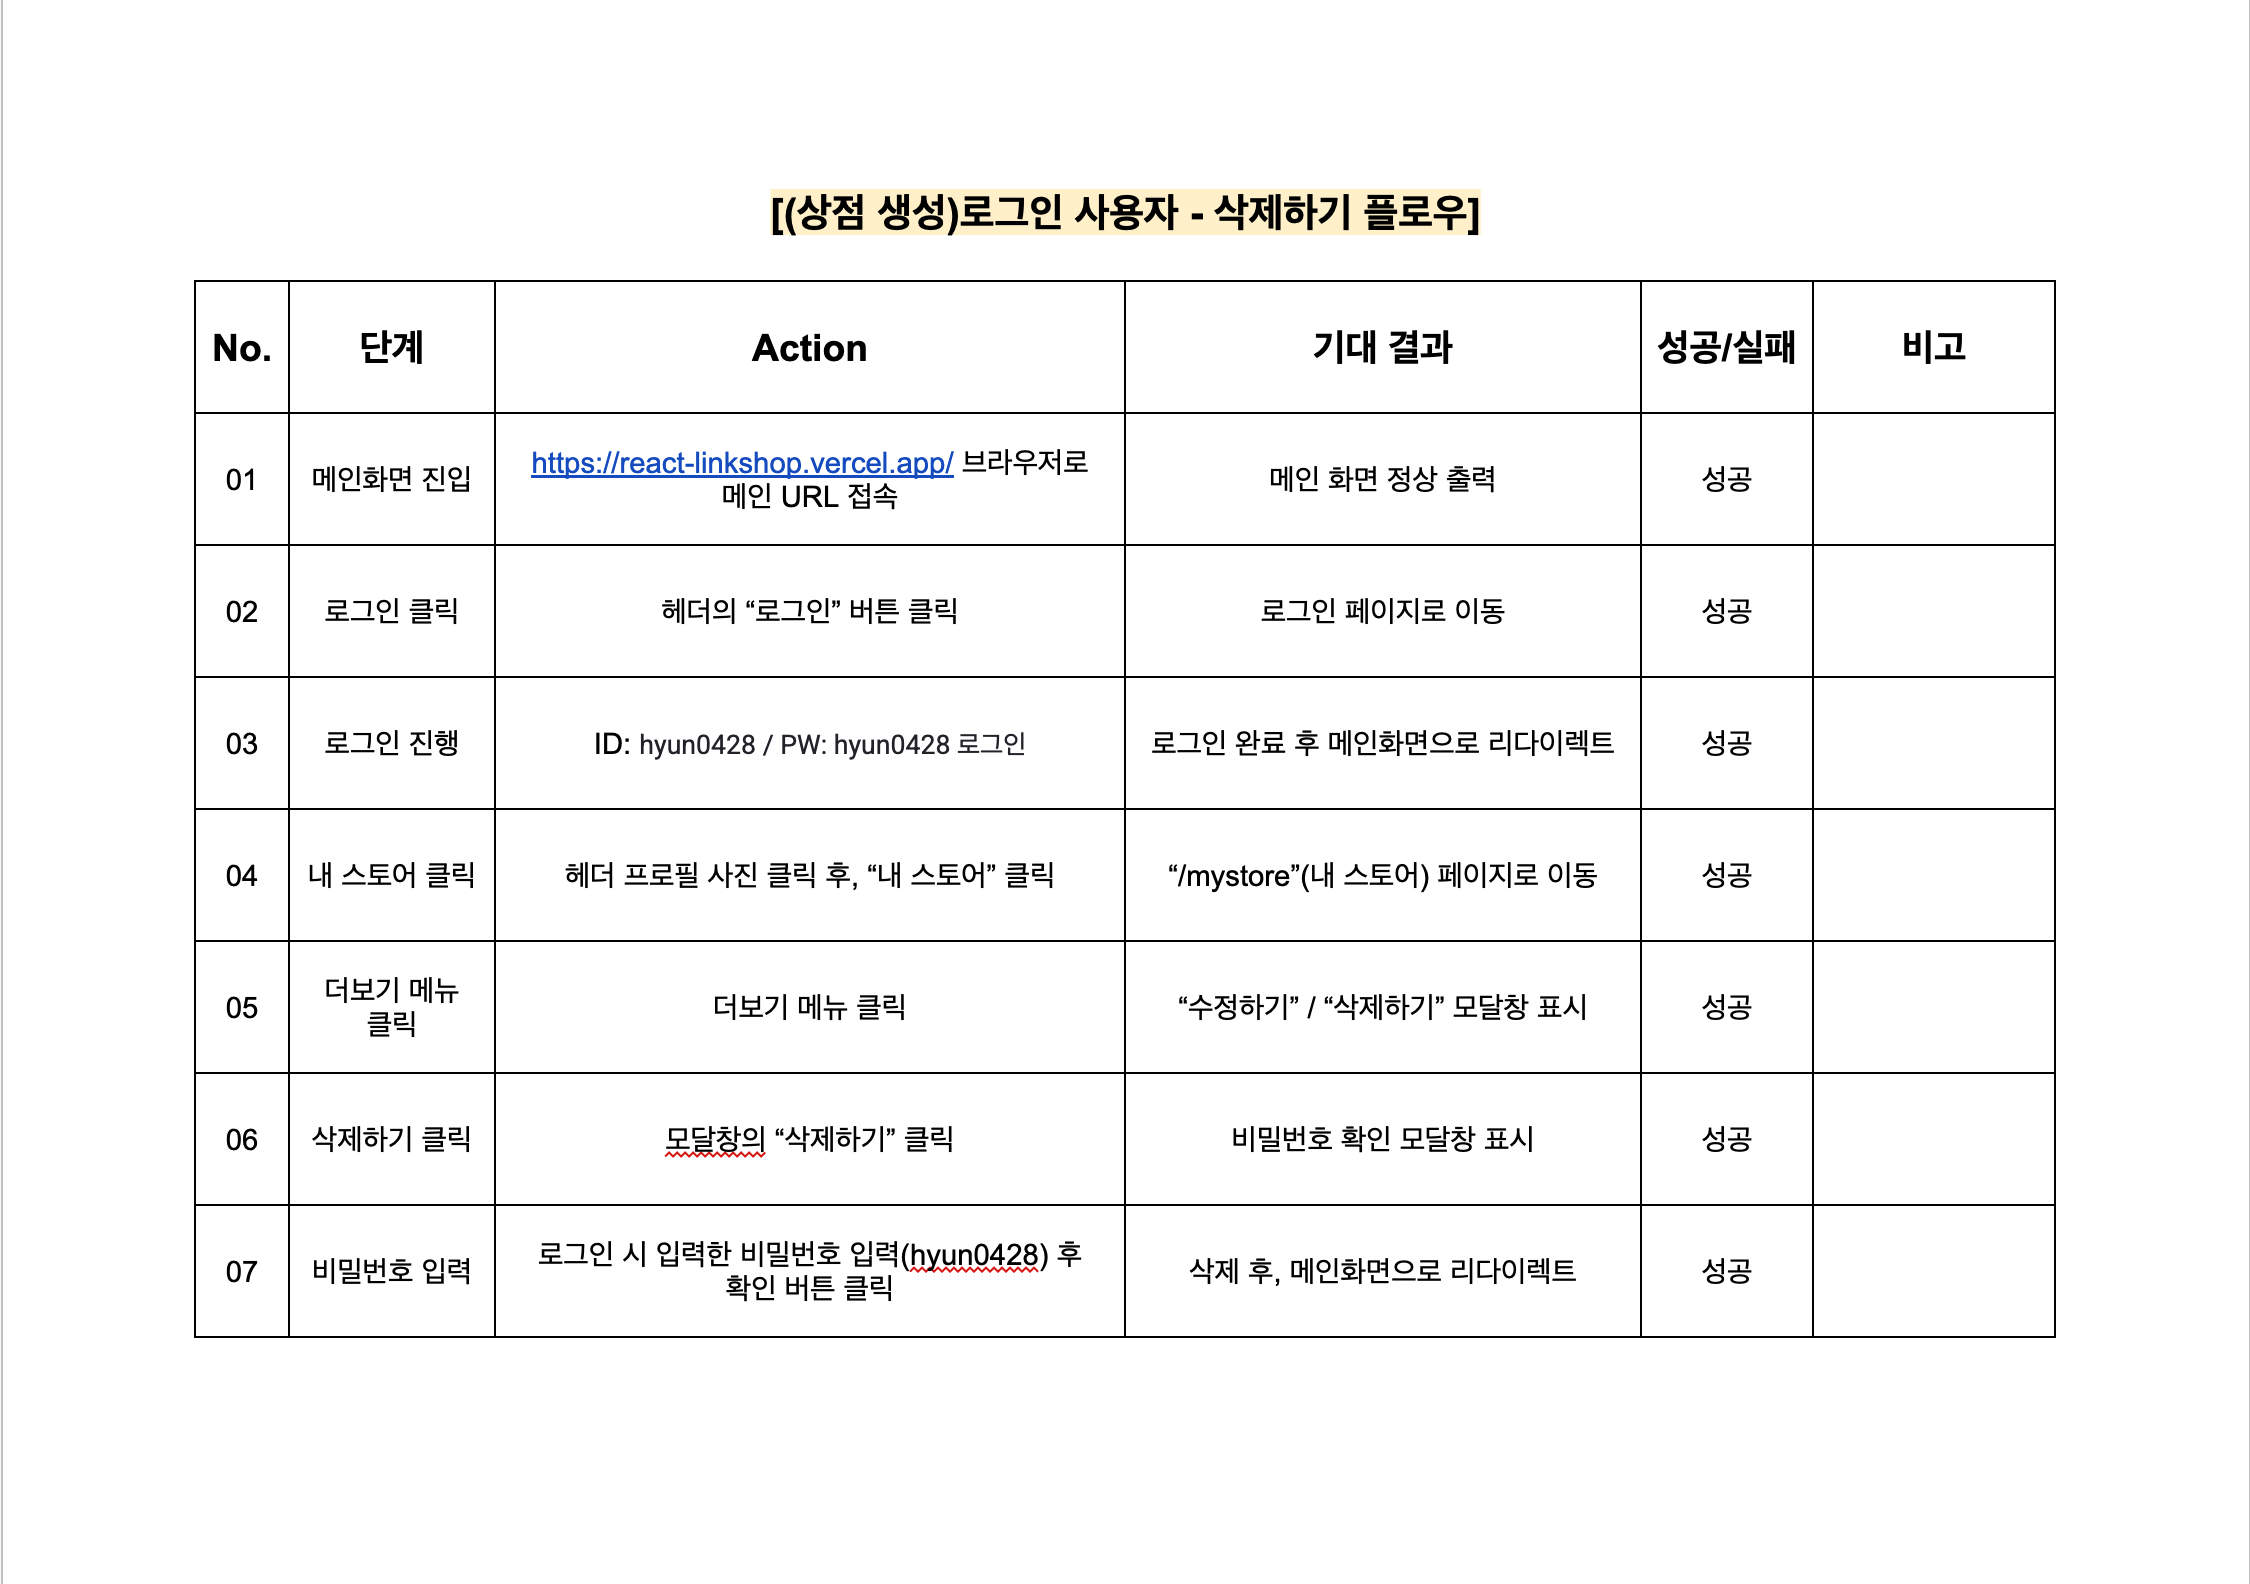 [(상점 생성)로그인 사용자 - 삭제하기 플로우]
No. 단계 Action 기대 결과 성공/실패 비고
01 메인화면 진입 https://react-linkshop.vercel.app/ 브라우저로
메인 URL 접속 메인 화면 정상 출력 성공
02 로그인 클릭 헤더의 “로그인” 버튼 클릭 로그인 페이지로 이동 성공
03 로그인 진행 ID: hyun0428 / PW: hyun0428 로그인 로그인 완료 후 메인화면으로 리다이렉트 성공
04 내 스토어 클릭 헤더 프로필 사진 클릭 후, “내 스토어” 클릭 “/mystore”(내 스토어) 페이지로 이동 성공
05 더보기 메뉴
클릭 더보기 메뉴 클릭 “수정하기” / “삭제하기” 모달창 표시 성공
06 삭제하기 클릭 모달창의 “삭제하기” 클릭 비밀번호 확인 모달창 표시 성공
07 비밀번호 입력 로그인 시 입력한 비밀번호 입력(hyun0428) 후
확인 버튼 클릭 삭제 후, 메인화면으로 리다이렉트 성공